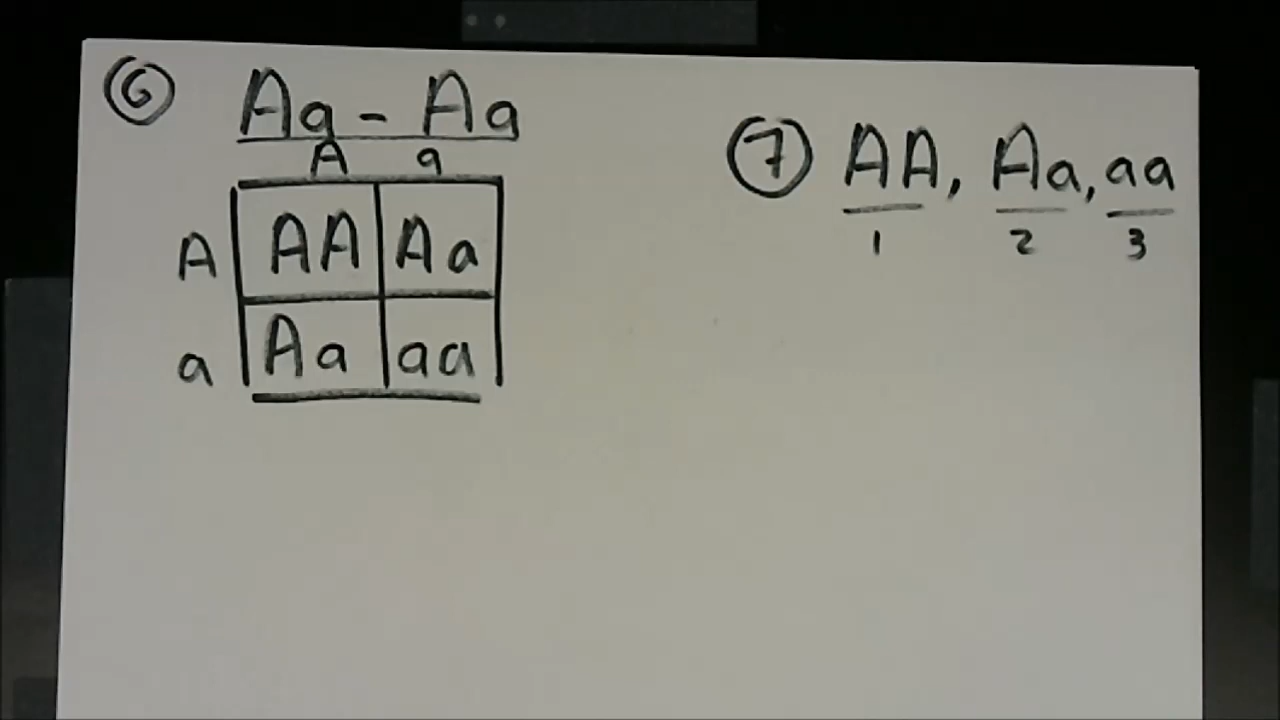 6 Aa - Aa
A a
A AA Aa
a Aa aa
7 AA, Aa, aa
1 2 3